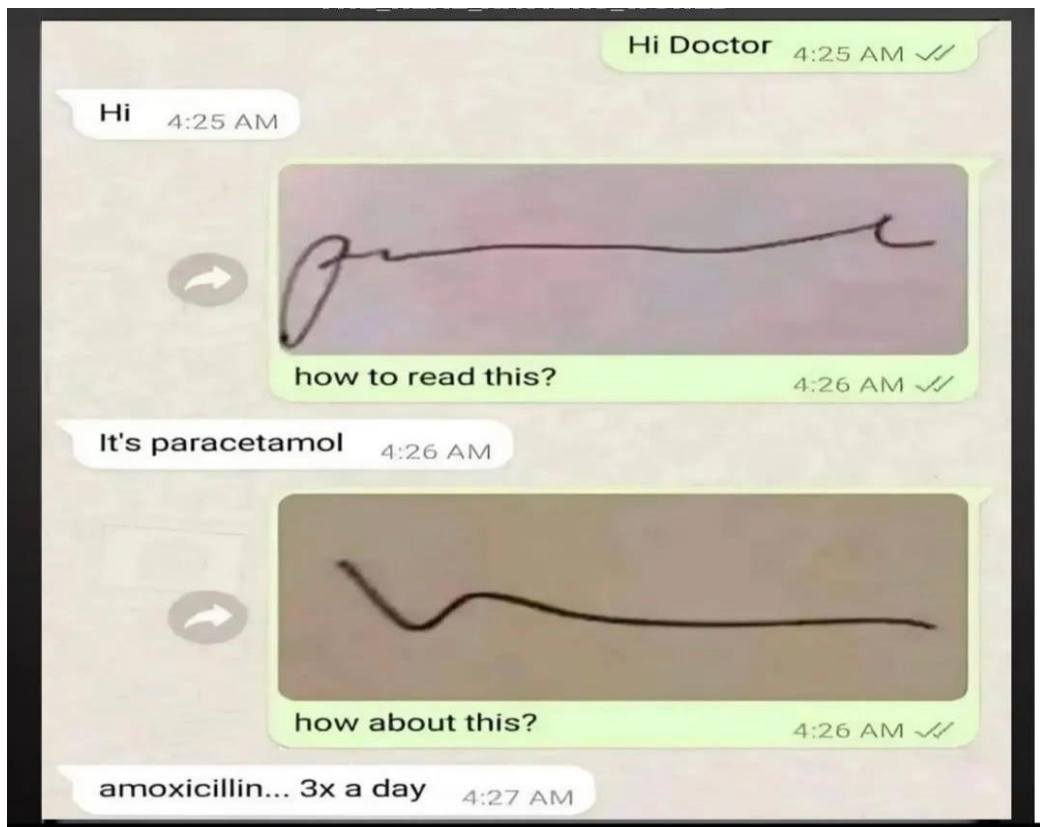 Hi Doctor 4:25 AM
Hi 4:25 AM
how to read this? 4:26 AM
It's paracetamol 4:26 AM
how about this? 4:26 AM
amoxicillin... 3x a day 4:27 AM